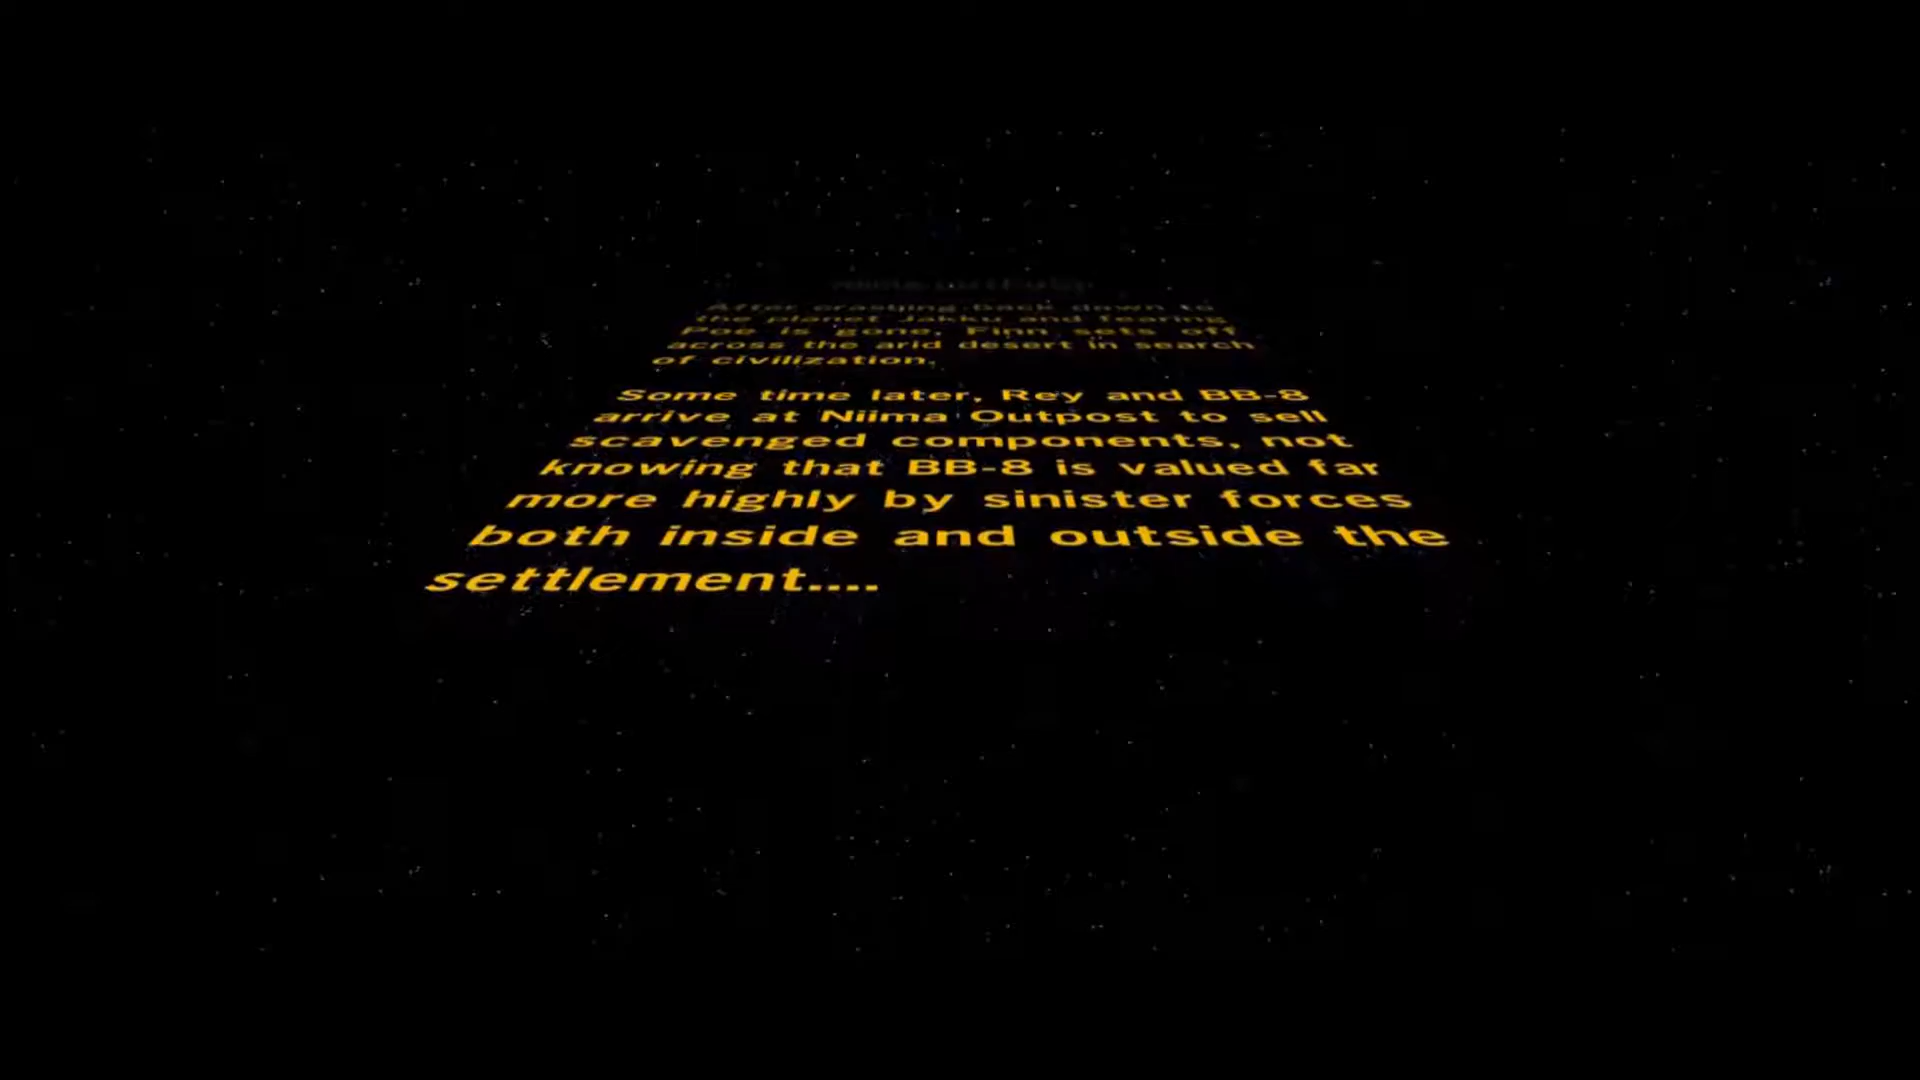 After crashing back down to
the planet Jakku and fearing
Poe is gone, Finn sets off
across the arid desert in search
of civilization.
Some time later, Rey and BB-8
arrive at Niima Outpost to sell
scavenged components, not
knowing that BB-8 is valued far
more highly by sinister forces
both inside and outside the
settlement....